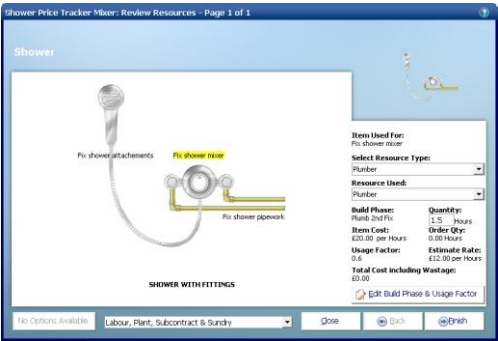 Shower Price Tracker Mixer: Review Resources - Page 1 of 1
Shower
Fix shower attachements
Fix shower mixer
Fix shower pipework
SHOWER WITH FITTINGS
Item Used For:
Fix shower mixer
Select Resource Type:
Plumber
Resource Used:
Plumber
Build Phase: Quantity:
Plumb 2nd Fix 1.5 Hours
Item Cost: Order Qty:
£20.00 per Hours 0.00 Hours
Usage Factor: Estimate Rate:
0.6 £12.00 per Hours
Total Cost including Wastage:
£0.00
Edit Build Phase & Usage Factor
No Options Available Labour, Plant, Subcontract & Sundry Close Back Finish